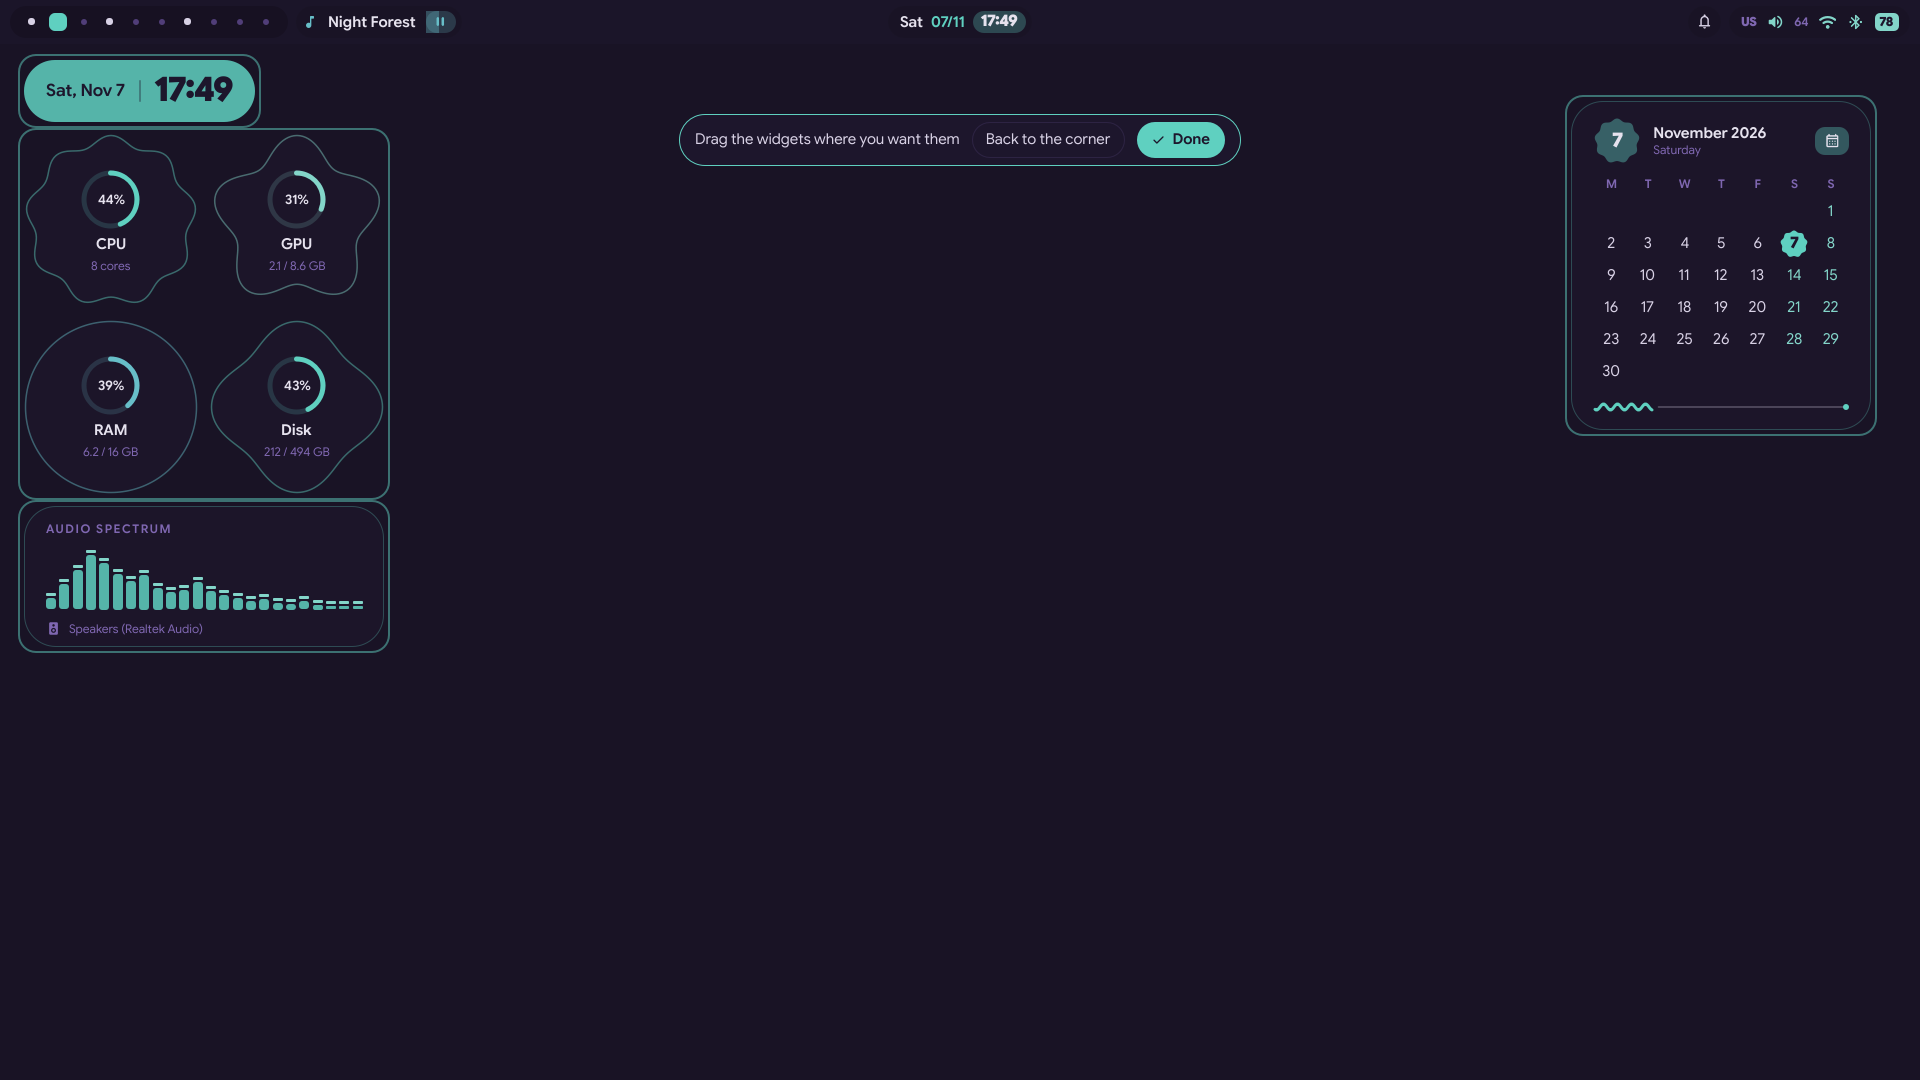 Night Forest
Sat 07/11 17:49
US 64 78
Sat, Nov 7 17:49
44%
CPU
8 cores
31%
GPU
2.1 / 8.6 GB
39%
RAM
6.2 / 16 GB
43%
Disk
212 / 494 GB
AUDIO SPECTRUM
Speakers (Realtek Audio)
Drag the widgets where you want them Back to the corner Done
7 November 2026
Saturday
M T W T F S S
1
2 3 4 5 6 7 8
9 10 11 12 13 14 15
16 17 18 19 20 21 22
23 24 25 26 27 28 29
30